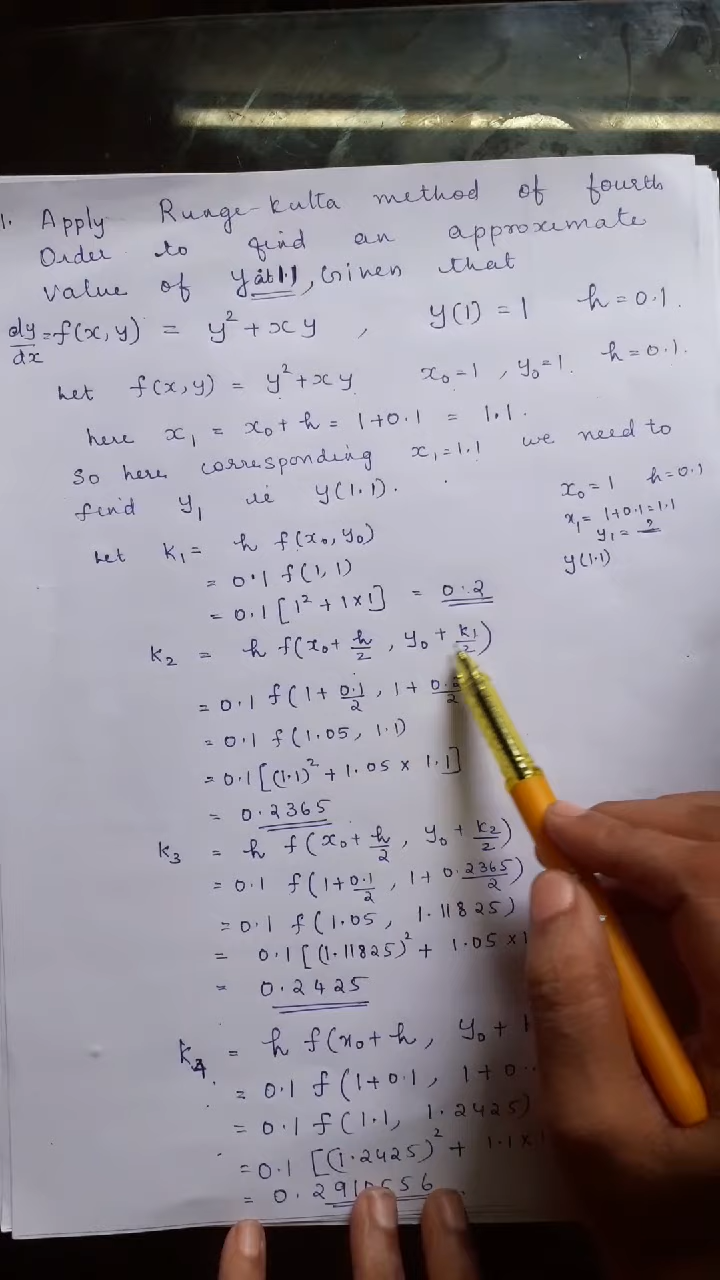 1. Apply Runge-Kutta method of fourth
Order to find an approximate
value of y at 1.1, Given that
dy/dx = f(x, y) = y² + xy , y(1) = 1 h = 0.1.
Let f(x, y) = y² + xy x₀ = 1 , y₀ = 1. h = 0.1.
here x₁ = x₀ + h = 1 + 0.1 = 1.1.
So here corresponding x₁ = 1.1 we need to
find y₁ ie y(1.1).
x₀ = 1 h = 0.1
x₁ = 1 + 0.1 = 1.1
y₁ = ?
y(1.1)
Let K₁ = h f(x₀, y₀)
= 0.1 f(1, 1)
= 0.1 [1² + 1×1] = 0.2
K₂ = h f(x₀ + h/2, y₀ + K₁/2)
= 0.1 f(1 + 0.1/2, 1 + 0.2/2
= 0.1 f(1.05, 1.1)
= 0.1 [(1.1)² + 1.05 × 1.1]
= 0.2365
K₃ = h f(x₀ + h/2, y₀ + K₂/2)
= 0.1 f(1 + 0.1/2, 1 + 0.2365/2)
= 0.1 f(1.05, 1.11825)
= 0.1 [(1.11825)² + 1.05 × 1
= 0.2425
K₄ = h f(x₀ + h, y₀ +
= 0.1 f(1 + 0.1, 1 + 0.
= 0.1 f(1.1, 1.2425)
= 0.1 [(1.2425)² + 1.1 × 1
= 0.2910556